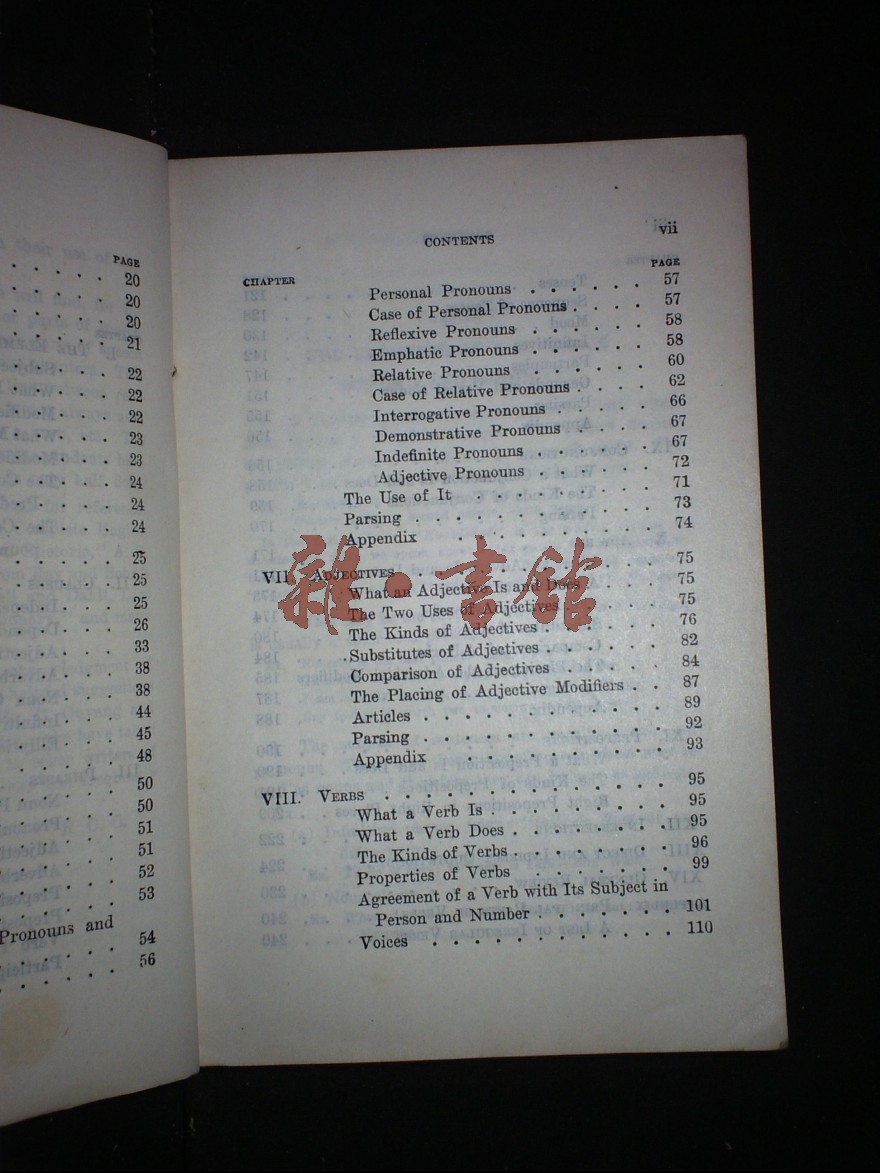 PAGE
20
20
20
21
22
22
22
23
23
24
24
24
25
25
25
26
33
38
38
44
45
48
50
50
51
51
52
53
Pronouns and
54
56
CONTENTS vii
CHAPTER PAGE
Personal Pronouns . . . . . . 57
Case of Personal Pronouns . . . . 57
Reflexive Pronouns . . . . . . 58
Emphatic Pronouns . . . . . . 58
Relative Pronouns . . . . . . 60
Case of Relative Pronouns . . . . 62
Interrogative Pronouns . . . . . 66
Demonstrative Pronouns . . . . . 67
Indefinite Pronouns . . . . . . 67
Adjective Pronouns . . . . . . 72
The Use of It . . . . . . . . 71
Parsing . . . . . . . . . . 73
Appendix . . . . . . . . . 74
VII. ADJECTIVES . . . . . . . . . . 75
What an Adjective Is and Does . . . . 75
The Two Uses of Adjectives . . . . . 75
The Kinds of Adjectives . . . . . . 76
Substitutes of Adjectives . . . . . . 82
Comparison of Adjectives . . . . . 84
The Placing of Adjective Modifiers . . 87
Articles . . . . . . . . . . 89
Parsing . . . . . . . . . . 92
Appendix . . . . . . . . . 93
VIII. VERBS . . . . . . . . . . . . 95
What a Verb Is . . . . . . . . 95
What a Verb Does . . . . . . . 95
The Kinds of Verbs . . . . . . . 96
Properties of Verbs . . . . . . . 99
Agreement of a Verb with Its Subject in
Person and Number . . . . . . . 101
Voices . . . . . . . . . . . 110
雜·書館